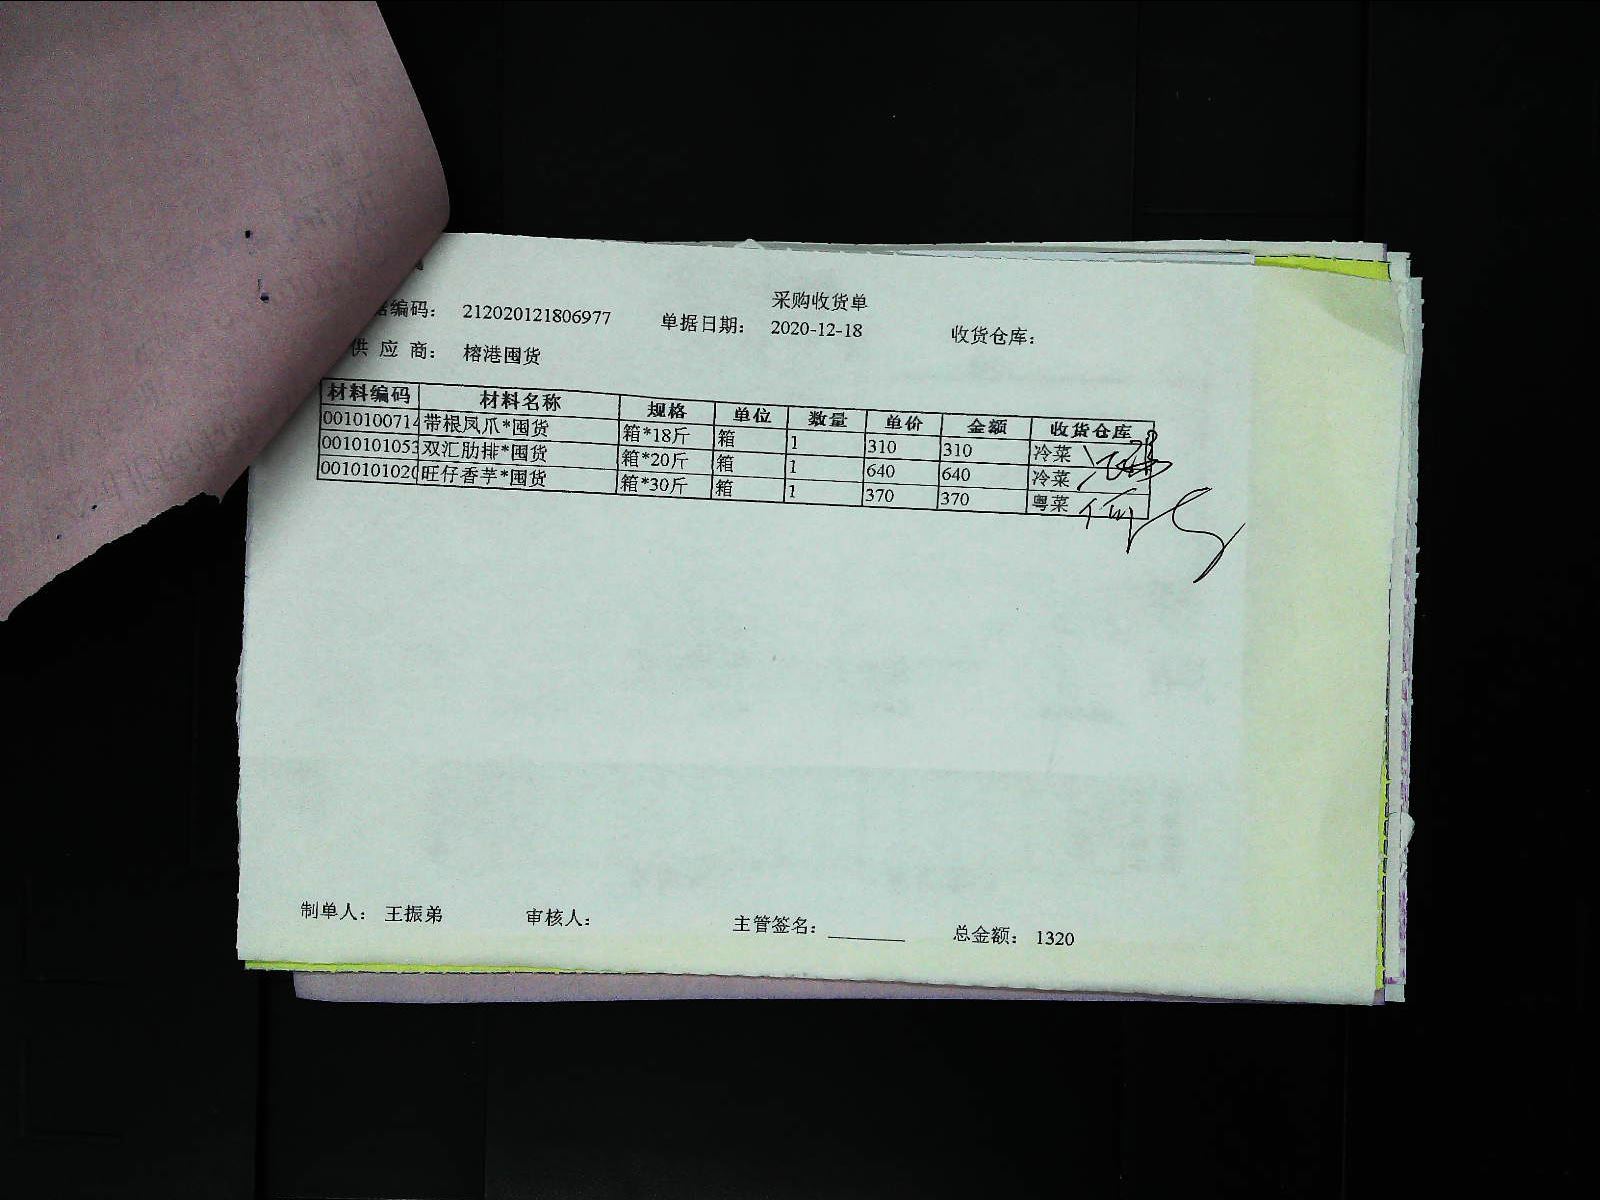 采购收货单
据编码： 212020121806977 单据日期： 2020-12-18 收货仓库：
供 应 商： 榕港囤货
材料编码 材料名称 规格 单位 数量 单价 金额 收货仓库
0010100714 带根凤爪*囤货 箱*18斤 箱 1 310 310 冷菜
0010101053 双汇肋排*囤货 箱*20斤 箱 1 640 640 冷菜
001010102 旺仔香芋*囤货 箱*30斤 箱 1 370 370 粤菜
制单人： 王振弟 审核人： 主管签名： 总金额： 1320